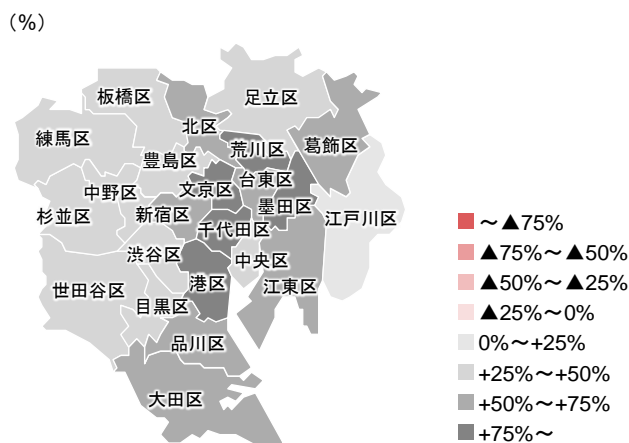 （%）
足立区
板橋区
北区
葛飾区
練馬区
荒川区
豊島区
台東区
文京区
中野区
墨田区
杉並区
新宿区
江戸川区
千代田区
渋谷区
中央区
港区
江東区
世田谷区
目黒区
品川区
大田区
～▲75%
▲75%～▲50%
▲50%～▲25%
▲25%～0%
0%～+25%
+25%～+50%
+50%～+75%
+75%～